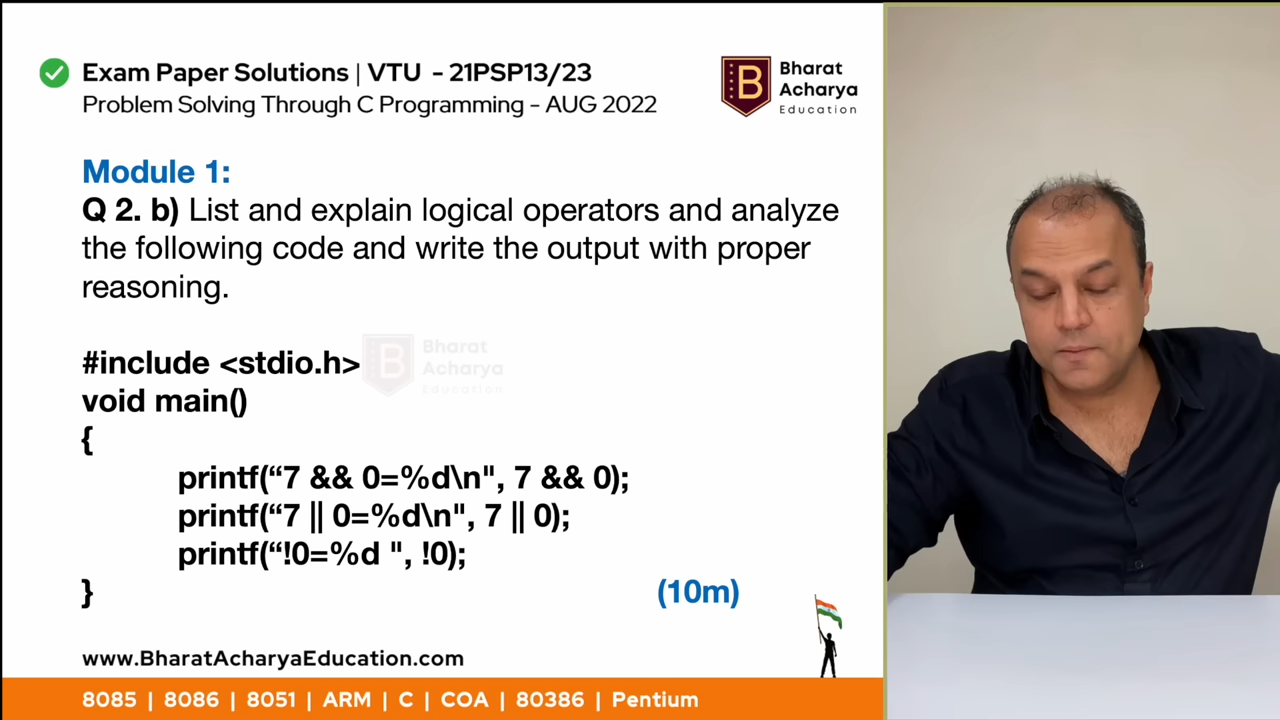 Exam Paper Solutions | VTU - 21PSP13/23
Problem Solving Through C Programming - AUG 2022
B
Bharat
Acharya
Education
Module 1:
Q 2. b) List and explain logical operators and analyze
the following code and write the output with proper
reasoning.
B
Bharat
Acharya
Education
#include <stdio.h>
void main()
{
printf(“7 && 0=%d\n", 7 && 0);
printf(“7 || 0=%d\n", 7 || 0);
printf(“!0=%d ", !0);
}
(10m)
www.BharatAcharyaEducation.com
8085 | 8086 | 8051 | ARM | C | COA | 80386 | Pentium